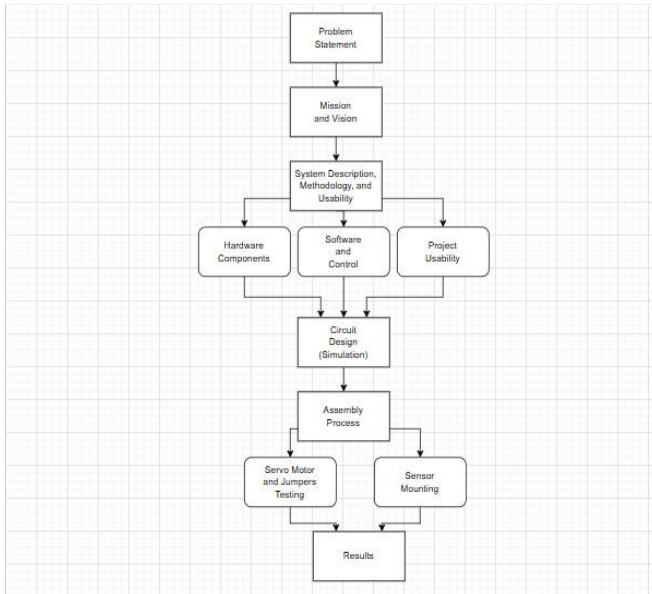 Problem
Statement
Mission
and Vision
System Description,
Methodology, and
Usability
Hardware
Components
Software
and
Control
Project
Usability
Circuit
Design
(Simulation)
Assembly
Process
Servo Motor
and Jumpers
Testing
Sensor
Mounting
Results